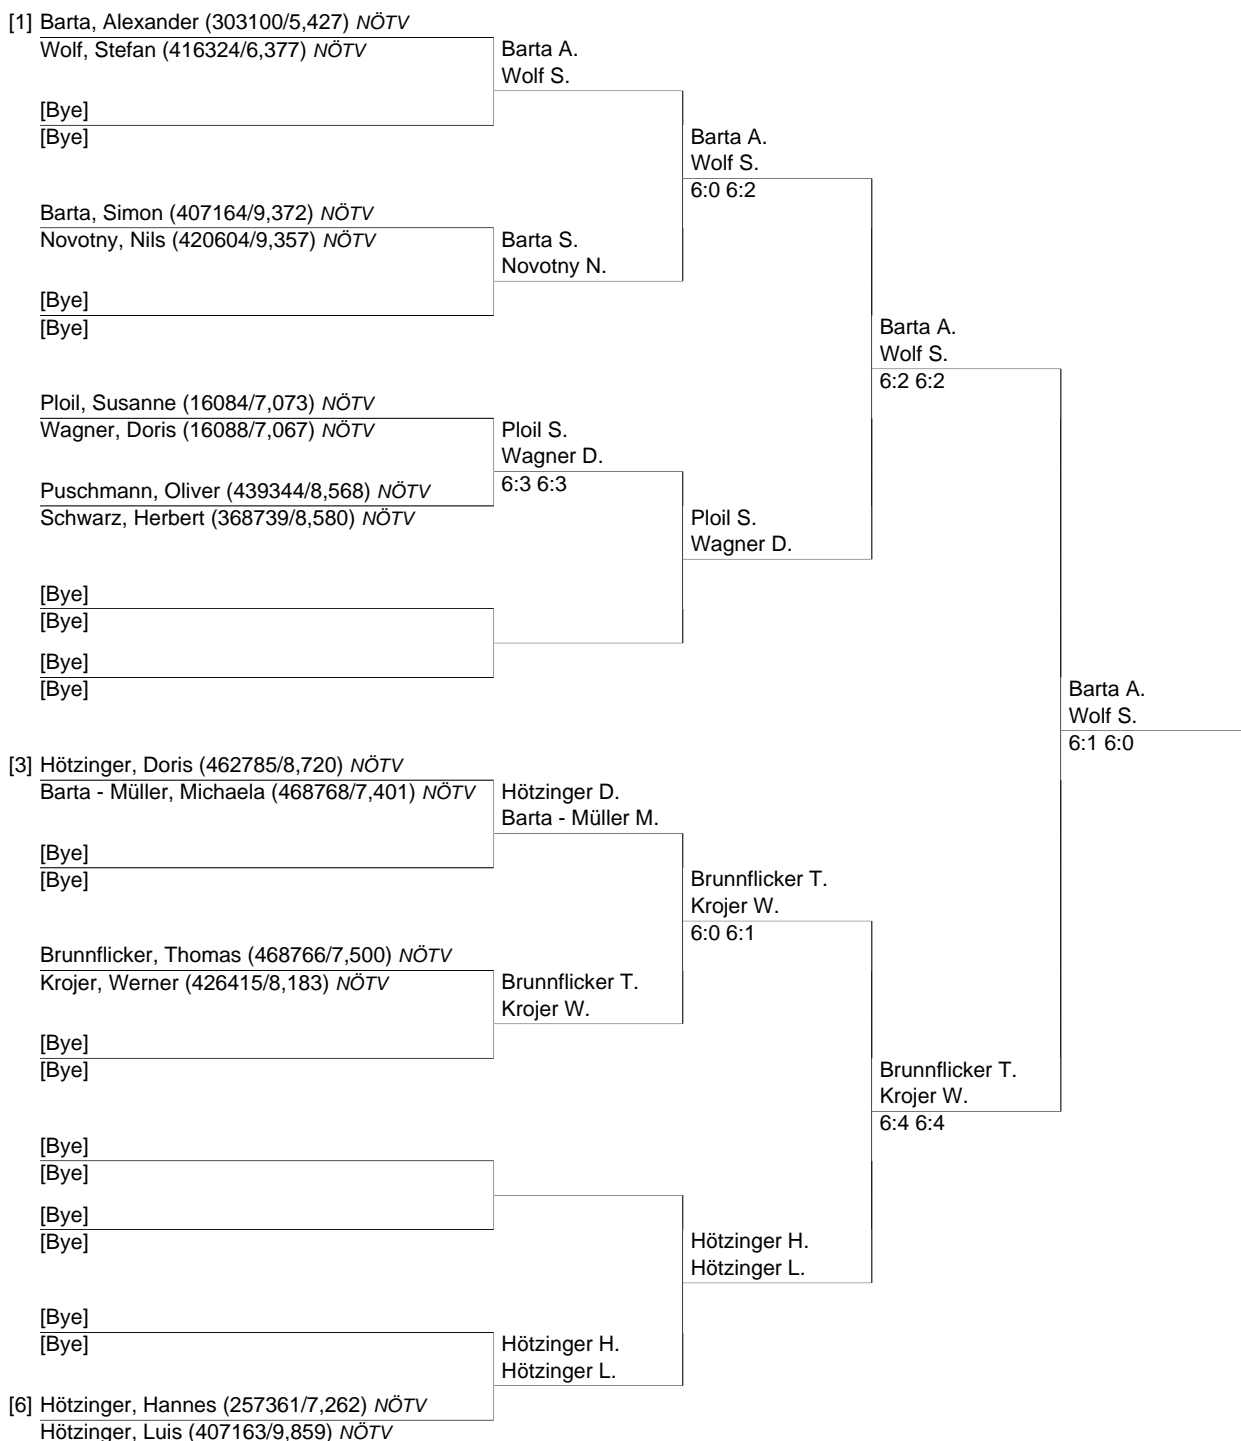 [1] Barta, Alexander (303100/5,427) NÖTV
Wolf, Stefan (416324/6,377) NÖTV
Barta A.
Wolf S.
[Bye]
[Bye]
Barta A.
Wolf S.
6:0 6:2
Barta, Simon (407164/9,372) NÖTV
Novotny, Nils (420604/9,357) NÖTV
Barta S.
Novotny N.
[Bye]
[Bye]
Barta A.
Wolf S.
6:2 6:2
Ploil, Susanne (16084/7,073) NÖTV
Wagner, Doris (16088/7,067) NÖTV
Ploil S.
Wagner D.
6:3 6:3
Puschmann, Oliver (439344/8,568) NÖTV
Schwarz, Herbert (368739/8,580) NÖTV
Ploil S.
Wagner D.
[Bye]
[Bye]
[Bye]
[Bye]
Barta A.
Wolf S.
6:1 6:0
[3] Hötzinger, Doris (462785/8,720) NÖTV
Barta - Müller, Michaela (468768/7,401) NÖTV
Hötzinger D.
Barta - Müller M.
[Bye]
[Bye]
Brunnflicker T.
Krojer W.
6:0 6:1
Brunnflicker, Thomas (468766/7,500) NÖTV
Krojer, Werner (426415/8,183) NÖTV
Brunnflicker T.
Krojer W.
[Bye]
[Bye]
Brunnflicker T.
Krojer W.
6:4 6:4
[Bye]
[Bye]
[Bye]
[Bye]
Hötzinger H.
Hötzinger L.
[Bye]
[Bye]
Hötzinger H.
Hötzinger L.
[6] Hötzinger, Hannes (257361/7,262) NÖTV
Hötzinger, Luis (407163/9,859) NÖTV